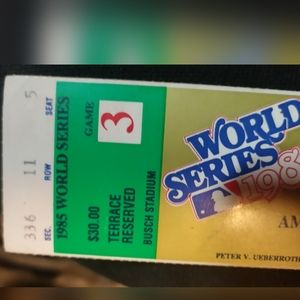 336 11 5
SEC. ROW SEAT
1985 WORLD SERIES
$30.00
GAME 3
TERRACE
RESERVED
BUSCH STADIUM
WORLD
SERIES
198
AM
PETER V. UEBERROTH